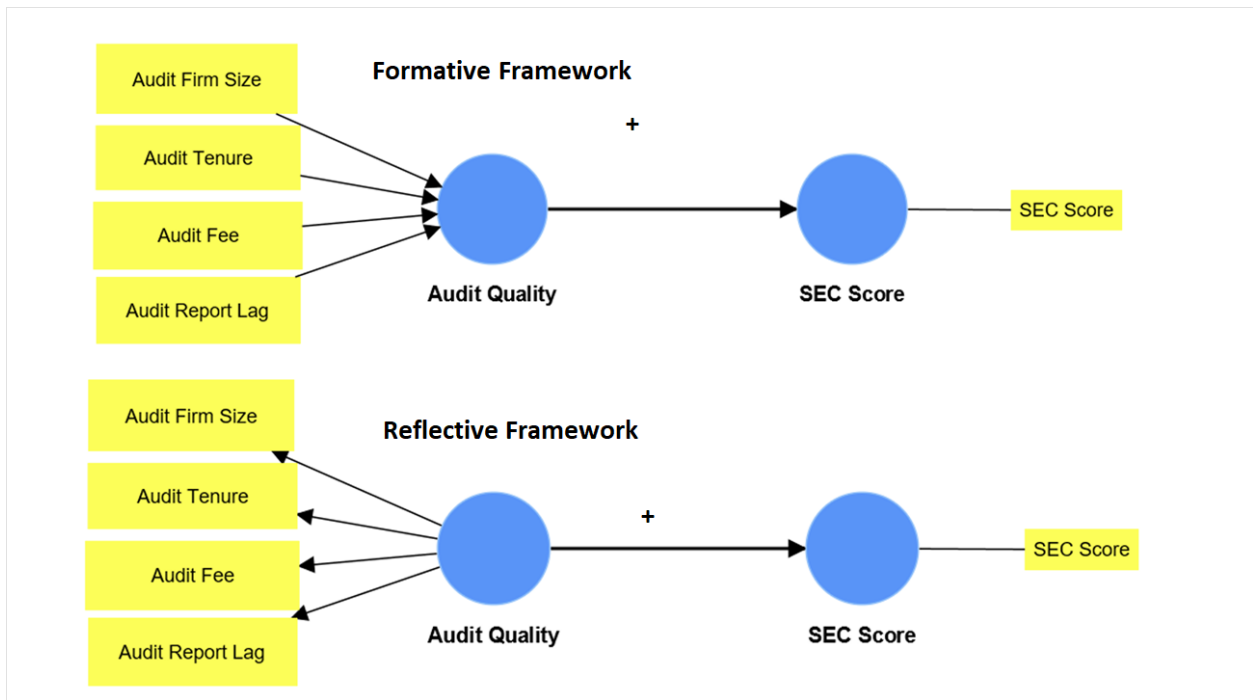 Audit Firm Size
Formative Framework
+
Audit Tenure
Audit Fee
SEC Score
Audit Quality
SEC Score
Audit Report Lag
Audit Firm Size
Reflective Framework
Audit Tenure
+
SEC Score
Audit Fee
Audit Quality
SEC Score
Audit Report Lag